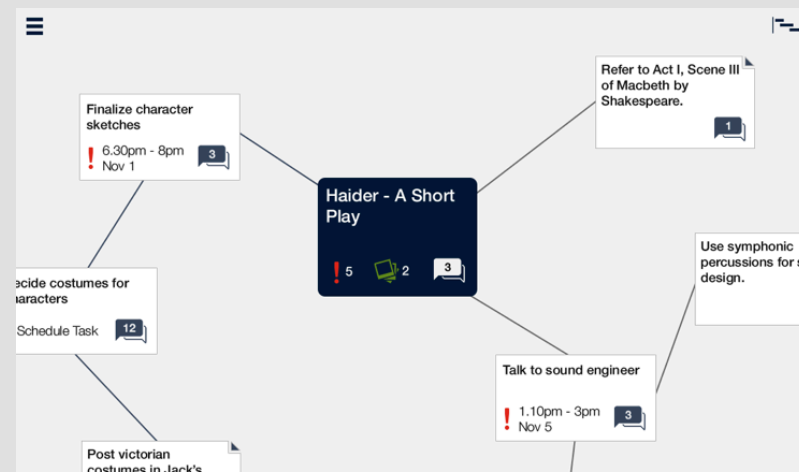 Refer to Act I, Scene III
of Macbeth by
Shakespeare.
1
Finalize character
sketches
6.30pm - 8pm
Nov 1
3
Haider - A Short
Play
5
2
3
Use symphonic
percussions for
design.
for
Schedule Task
12
Talk to sound engineer
1.10pm - 3pm
Nov 5
3
Post victorian
costumes in Jack's